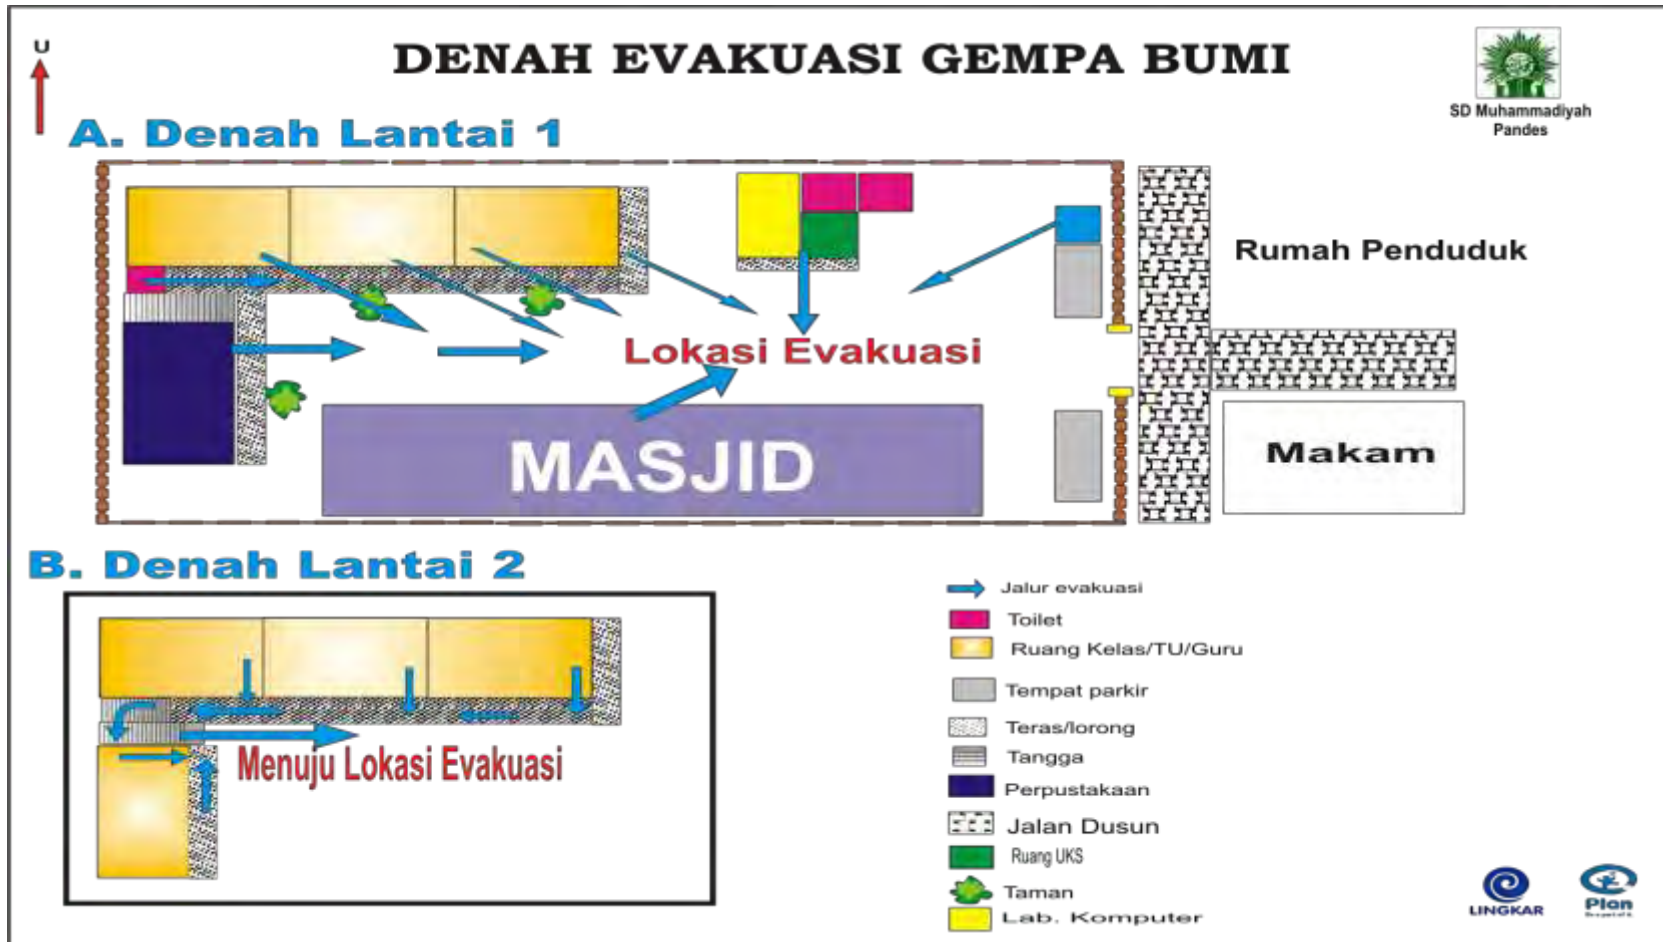 U
DENAH EVAKUASI GEMPA BUMI
SD Muhammadiyah
Pandes
A. Denah Lantai 1
Rumah Penduduk
Lokasi Evakuasi
MASJID
Makam
B. Denah Lantai 2
Menuju Lokasi Evakuasi
Jalur evakuasi
Toilet
Ruang Kelas/TU/Guru
Tempat parkir
Teras/lorong
Tangga
Perpustakaan
Jalan Dusun
Ruang UKS
Taman
Lab. Komputer
LINGKAR
Plan